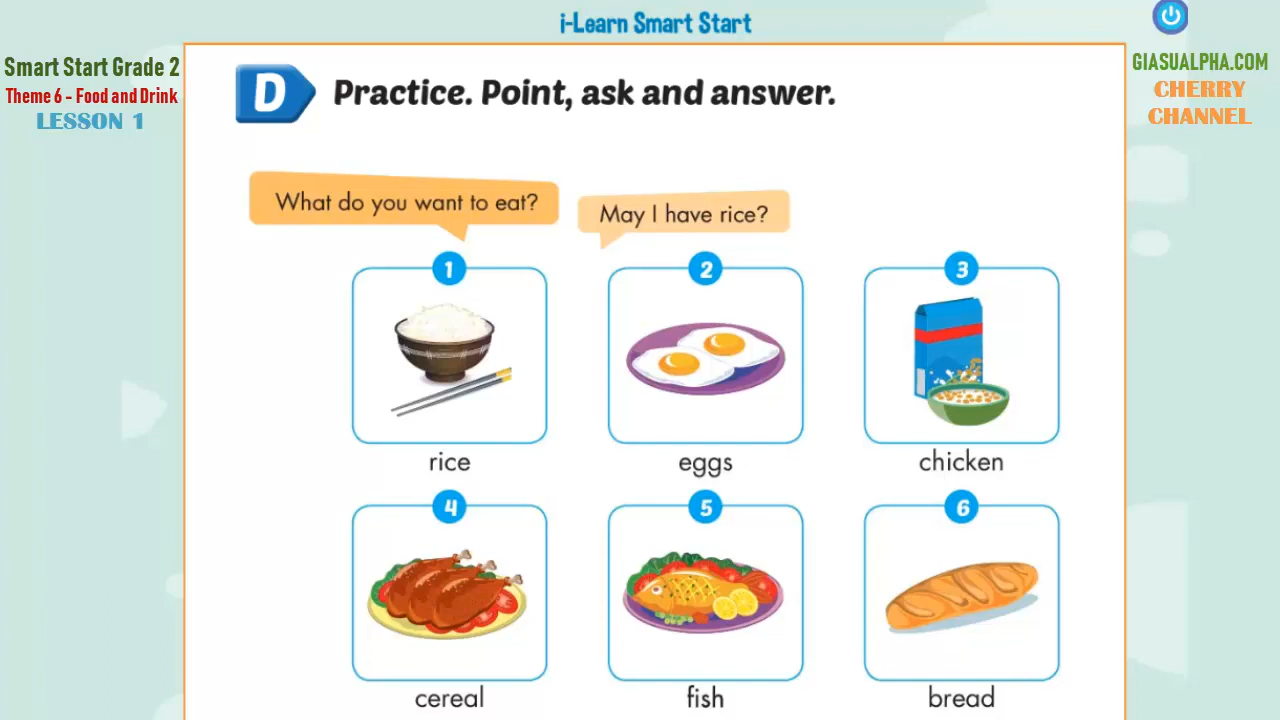 i-Learn Smart Start
Smart Start Grade 2
Theme 6 - Food and Drink
LESSON 1
GIASUALPHA.COM
CHERRY
CHANNEL
D Practice. Point, ask and answer.
What do you want to eat?
May I have rice?
1 2 3
rice eggs chicken
4 5 6
cereal fish bread